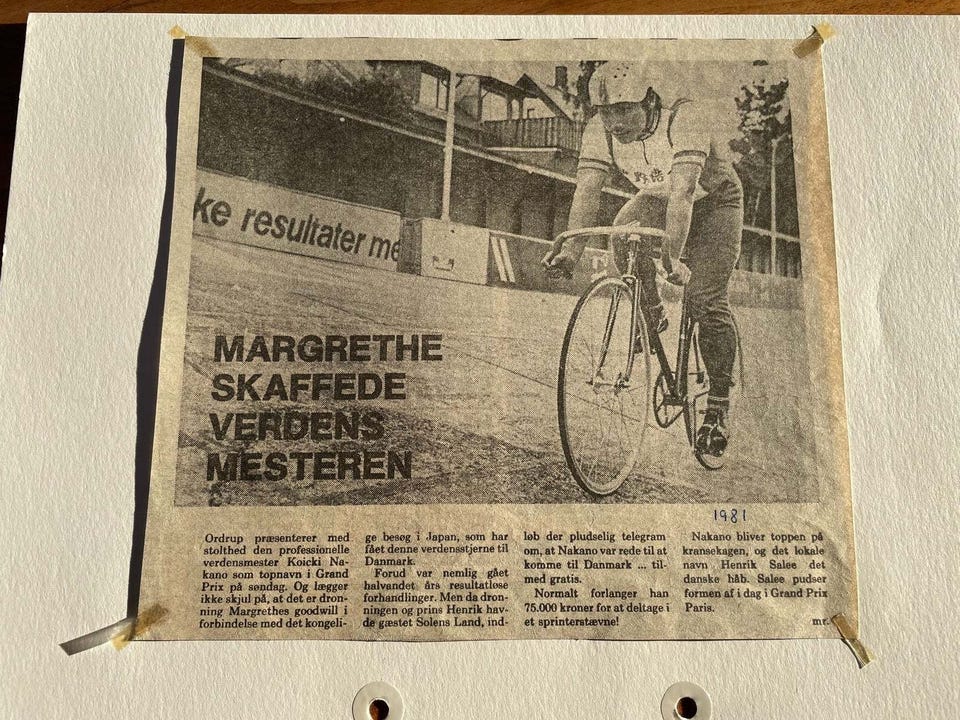 野浩
ke resultater me
MARGRETHE
SKAFFEDE
VERDENS
MESTEREN
1981
Ordrup præsenterer med
stolthed den professionelle
verdensmester Koicki Na-
kano som topnavn i Grand
Prix på søndag. Og lægger
ikke skjul på, at det er dron-
ning Margrethes goodwill i
forbindelse med det kongeli-
ge besøg i Japan, som har
fået denne verdensstjerne til
Danmark.
Forud var nemlig gået
halvandet års resultatløse
forhandlinger. Men da dron-
ningen og prins Henrik hav-
de gæstet Solens Land, ind-
løb der pludselig telegram
om, at Nakano var rede til at
komme til Danmark ... til-
med gratis.
Normalt forlanger han
75.000 kroner for at deltage i
et sprinterstævne!
Nakano bliver toppen på
kransekagen, og det lokale
navn Henrik Salee det
danske håb. Salee pudser
formen af i dag i Grand Prix
Paris.
mr.